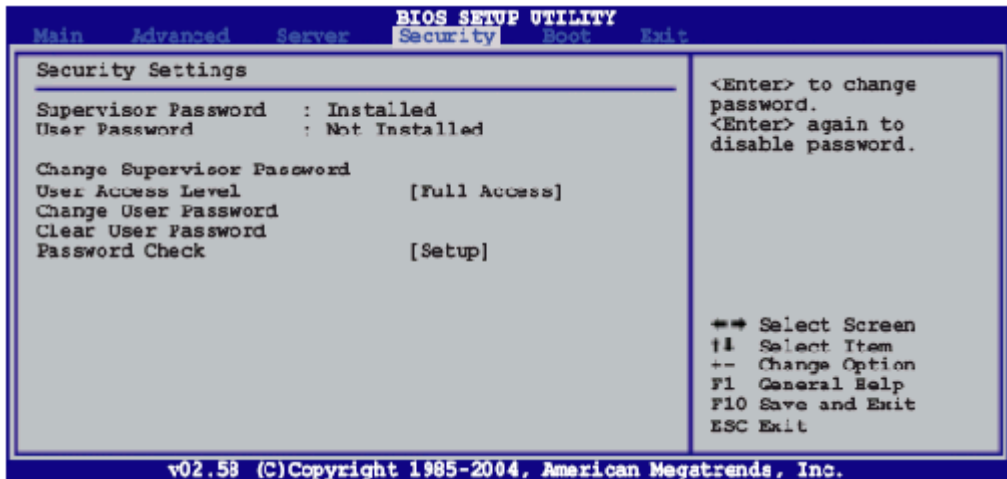 BIOS SETUP UTILITY
Main Advanced Server Security Boot Exit
Security Settings
Supervisor Password : Installed
User Password : Not Installed
Change Supervisor Password
User Access Level [Full Access]
Change User Password
Clear User Password
Password Check [Setup]
<Enter> to change
password.
<Enter> again to
disable password.
←→ Select Screen
↑↓ Select Item
+- Change Option
F1 General Help
F10 Save and Exit
ESC Exit
v02.58 (C)Copyright 1985-2004, American Megatrends, Inc.